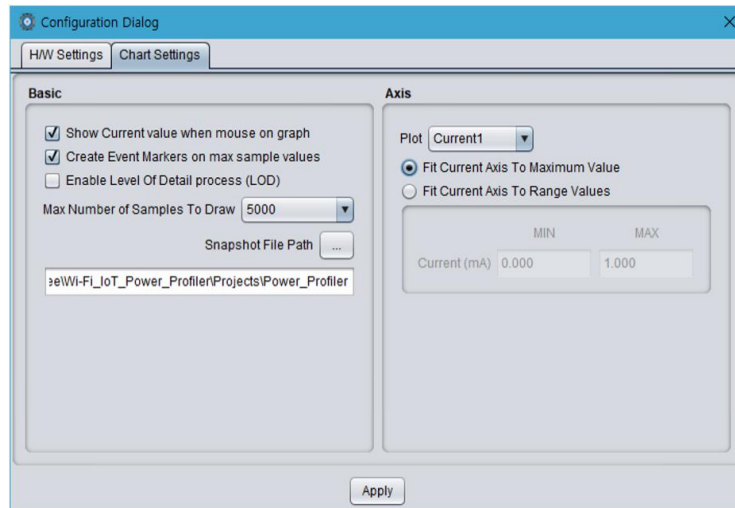 Configuration Dialog
H/W Settings Chart Settings
Basic
Show Current value when mouse on graph
Create Event Markers on max sample values
Enable Level Of Detail process (LOD)
Max Number of Samples To Draw 5000
Snapshot File Path ...
ee\Wi-Fi_IoT_Power_Profiler\Projects\Power_Profiler
Axis
Plot Current1
Fit Current Axis To Maximum Value
Fit Current Axis To Range Values
MIN MAX
Current (mA) 0.000 1.000
Apply